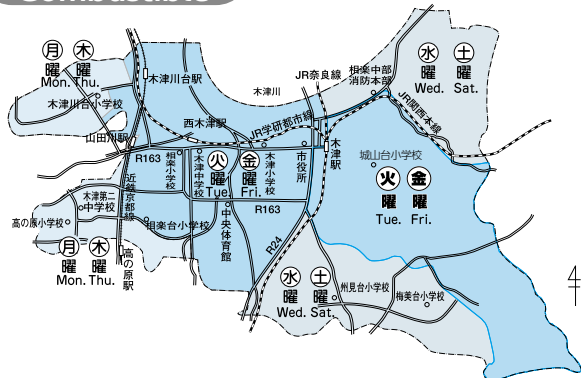 月 木
曜 曜
Mon. Thu.
木津川台駅
木津川台小学校
木津川
JR奈良線
相楽中部
消防本部
水 土
曜 曜
Wed. Sat.
JR関西本線
西木津駅
JR学研都市線
山田川駅
R163
相楽小学校
木津中学校
火 金
曜 曜
Tue. Fri.
木津小学校
市役所
木津駅
城山台小学校
火 金
曜 曜
Tue. Fri.
近鉄京都線
木津第二
中学校
高の原小学校
相楽台小学校
中央体育館
R163
R24
月 木
曜 曜
Mon. Thu.
高の原駅
水 土
曜 曜
Wed. Sat.
州見台小学校
梅美台小学校